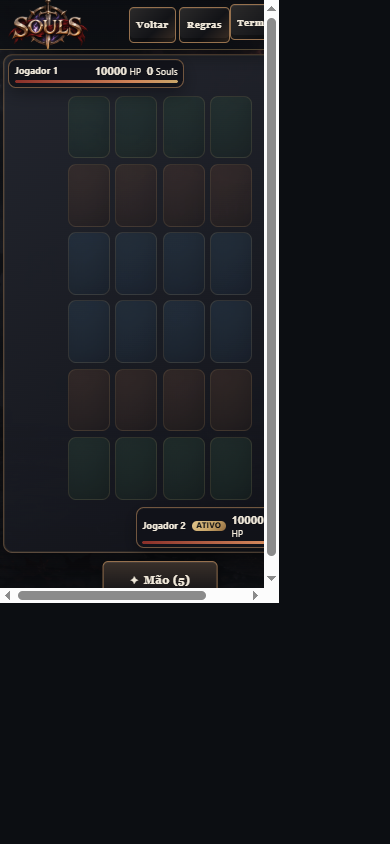 SOULS
Voltar
Regras
Term
Jogador 1
10000 HP 0 Souls
Jogador 2
ATIVO
10000
HP
✦ Mão (5)